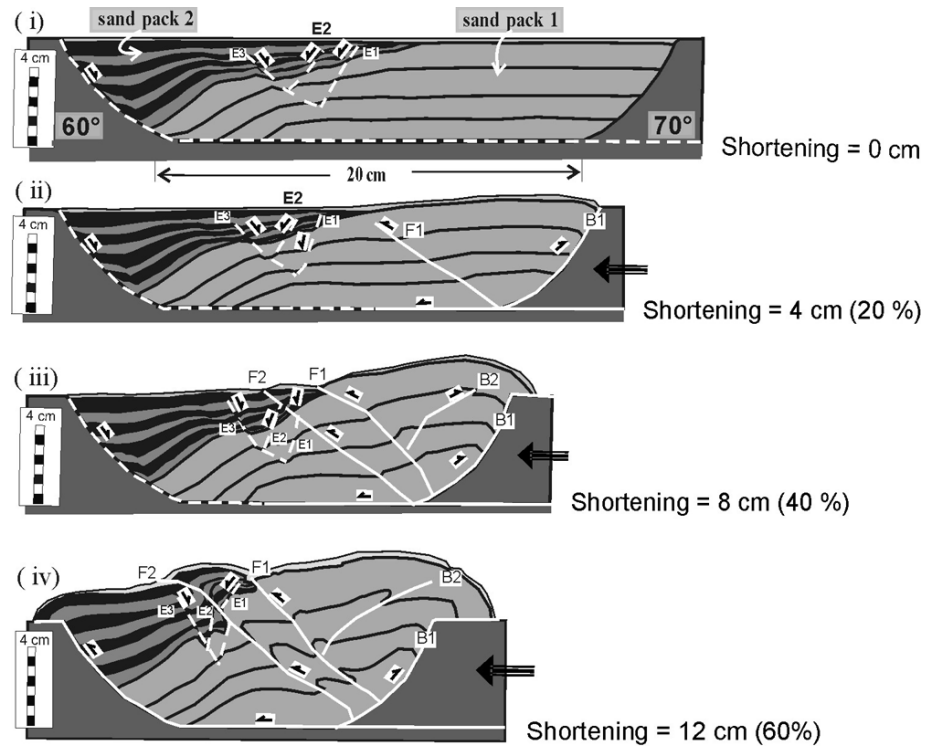 ( i )
sand pack 2
E2
sand pack 1
4 cm
E3
E1
60°
70°
Shortening = 0 cm
20 cm
( ii )
E2
4 cm
E3
E1
F1
B1
Shortening = 4 cm (20 %)
( iii )
F2
F1
B2
4 cm
E3
E2
E1
B1
Shortening = 8 cm (40 %)
( iv )
F2
F1
B2
4 cm
E3
E2
E1
B1
Shortening = 12 cm (60%)